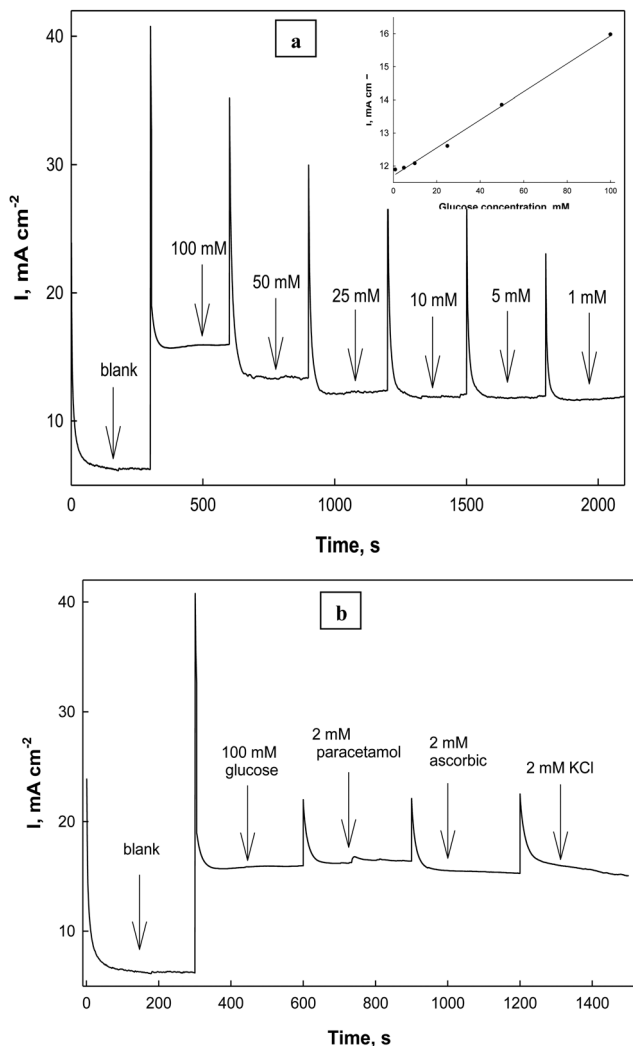 a
I, mA cm-2
40
30
20
10
0
500
1000
1500
2000
Time, s
blank
100 mM
50 mM
25 mM
10 mM
5 mM
1 mM
16
15
14
13
12
0
20
40
60
80
100
I, mA cm-
Glucose concentration, mM
b
I, mA cm-2
40
30
20
10
0
200
400
600
800
1000
1200
1400
Time, s
blank
100 mM
glucose
2 mM
paracetamol
2 mM
ascorbic
2 mM KCl